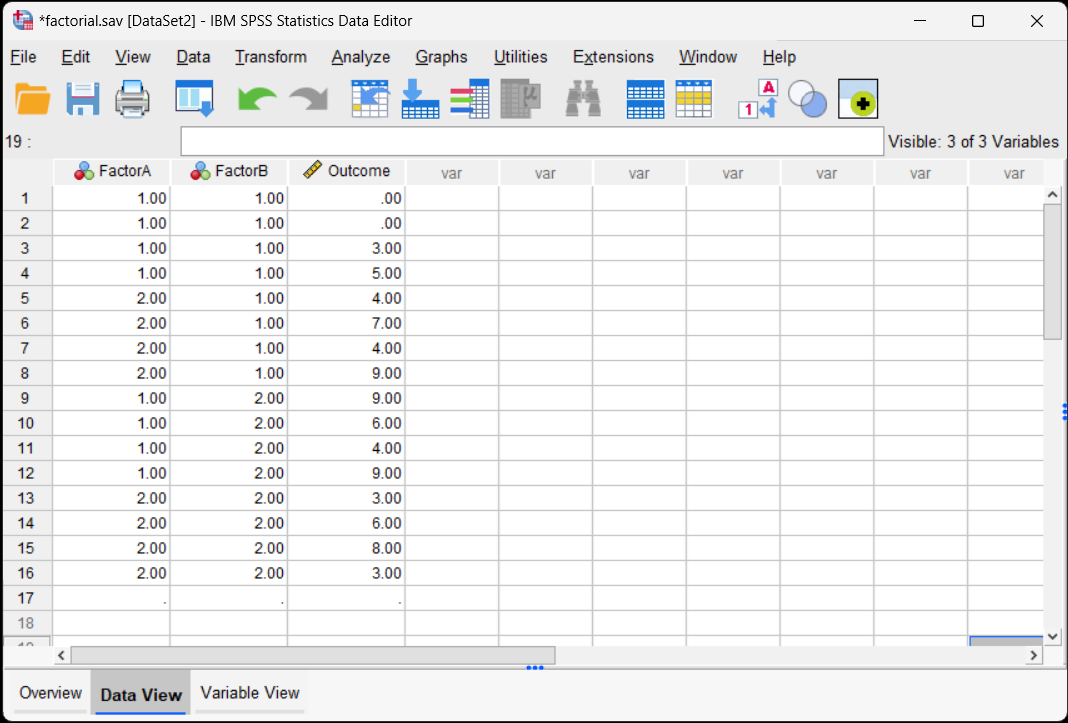 *factorial.sav [DataSet2] - IBM SPSS Statistics Data Editor
File Edit View Data Transform Analyze Graphs Utilities Extensions Window Help
1 A
19 : Visible: 3 of 3 Variables
FactorA FactorB Outcome var var var var var var var
1 1.00 1.00 .00
2 1.00 1.00 .00
3 1.00 1.00 3.00
4 1.00 1.00 5.00
5 2.00 1.00 4.00
6 2.00 1.00 7.00
7 2.00 1.00 4.00
8 2.00 1.00 9.00
9 1.00 2.00 9.00
10 1.00 2.00 6.00
11 1.00 2.00 4.00
12 1.00 2.00 9.00
13 2.00 2.00 3.00
14 2.00 2.00 6.00
15 2.00 2.00 8.00
16 2.00 2.00 3.00
17 . . .
18
Overview Data View Variable View